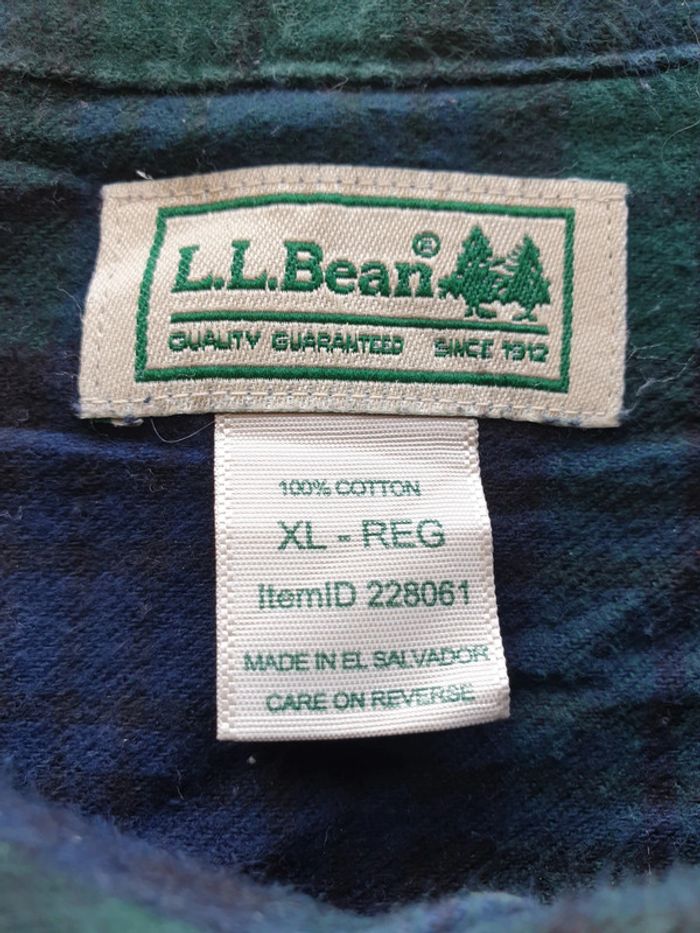 L.L.Bean®
QUALITY GUARANTEED SINCE 1912
100% COTTON
XL - REG
ItemID 228061
MADE IN EL SALVADOR
CARE ON REVERSE